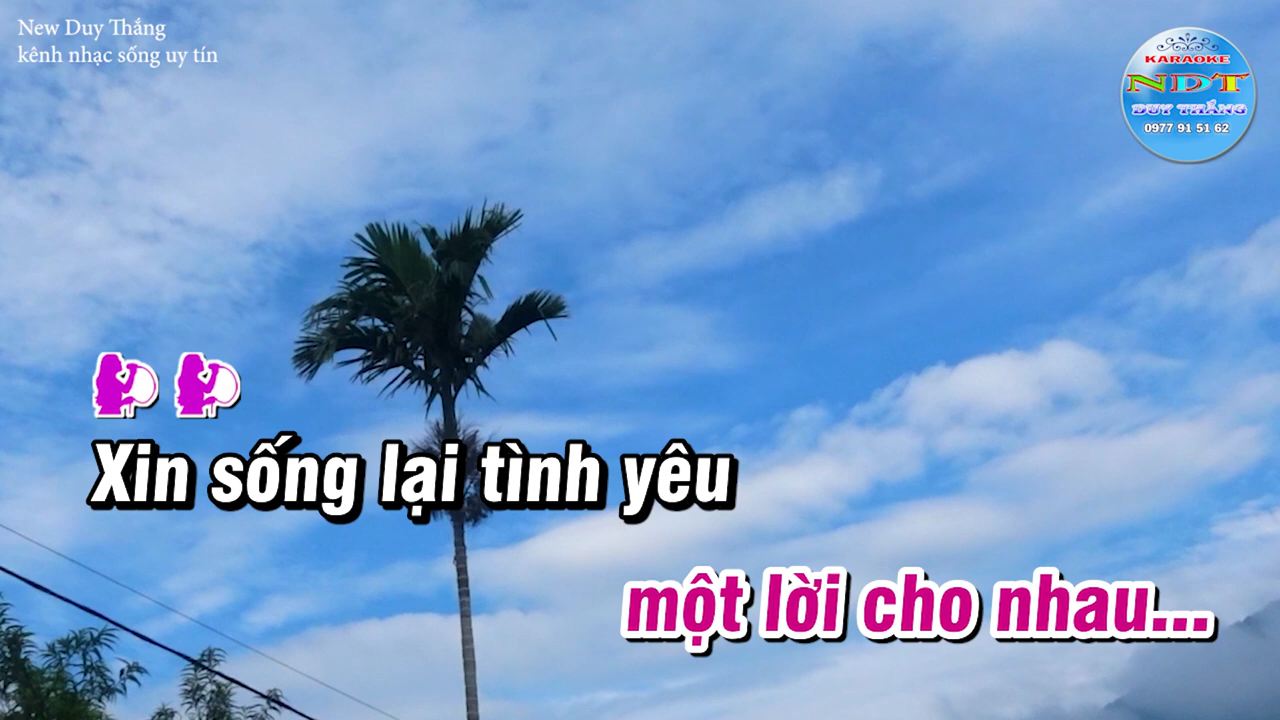 New Duy Thắng
kênh nhạc sống uy tín
KARAOKE
NDT
DUY THẮNG
0977 91 51 62
Xin sống lại tình yêu
một lời cho nhau...